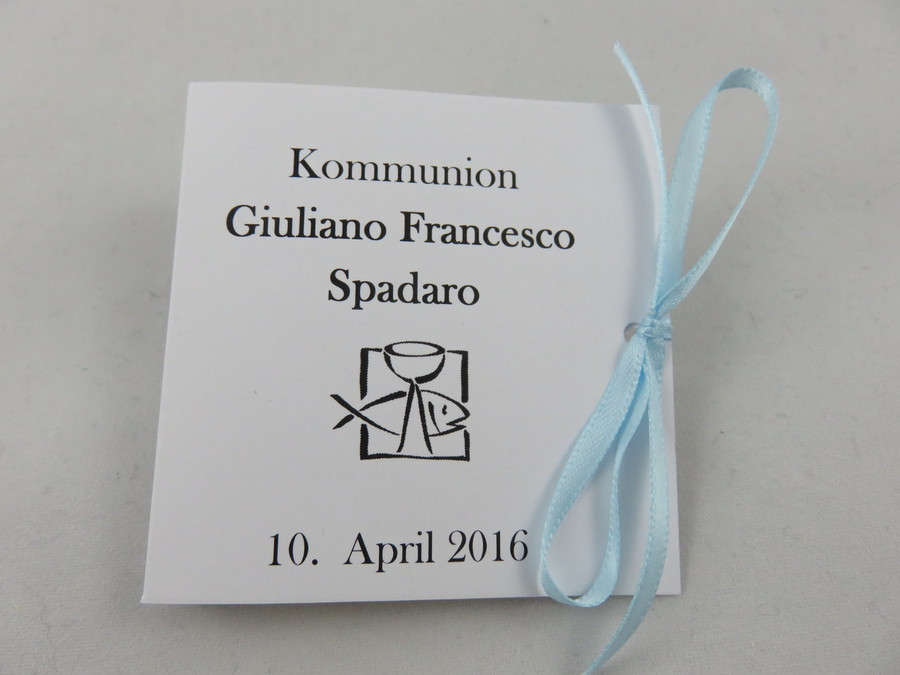 Kommunion
Giuliano Francesco
Spadaro
10. April 2016